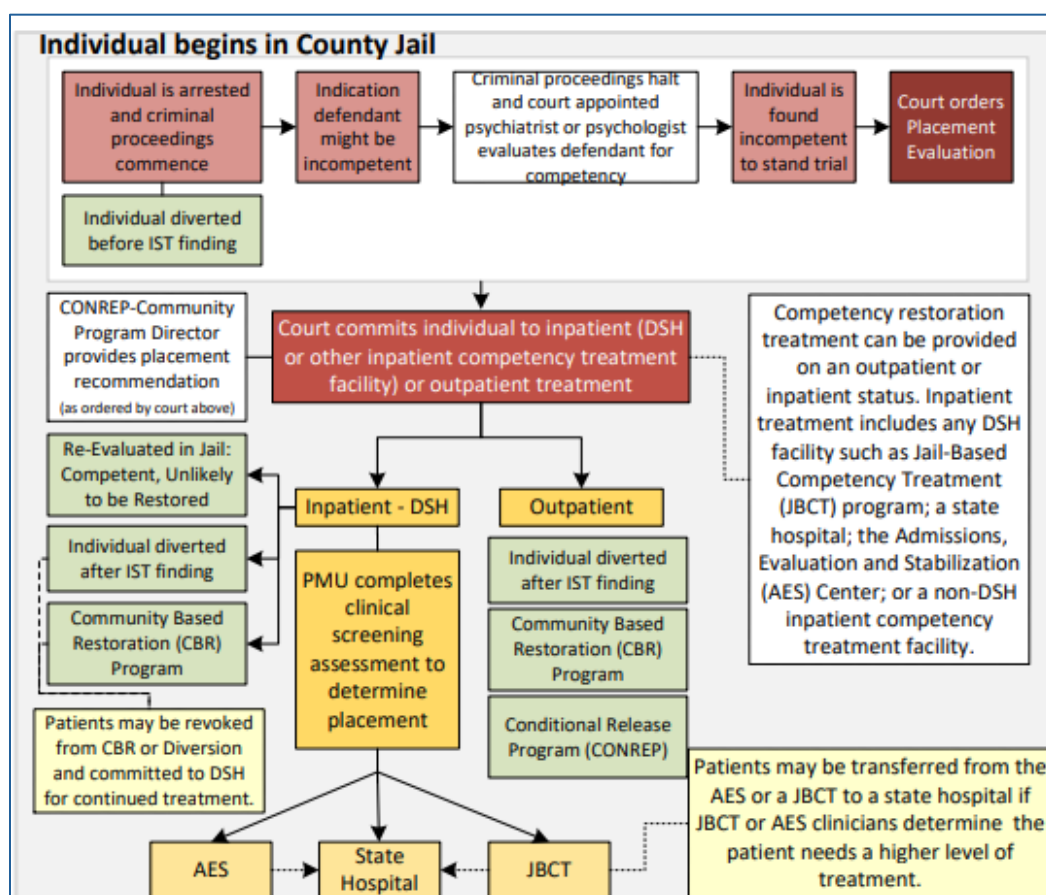 Individual begins in County Jail
Individual is arrested
and criminal
proceedings
commence
Indication
defendant
might be
incompetent
Criminal proceedings halt
and court appointed
psychiatrist or psychologist
evaluates defendant for
competency
Individual is
found
incompetent
to stand trial
Court orders
Placement
Evaluation
Individual diverted
before IST finding
CONREP-Community
Program Director
provides placement
recommendation
(as ordered by court above)
Court commits individual to inpatient (DSH
or other inpatient competency treatment
facility) or outpatient treatment
Competency restoration
treatment can be provided
on an outpatient or
inpatient status. Inpatient
treatment includes any DSH
facility such as Jail-Based
Competency Treatment
(JBCT) program; a state
hospital; the Admissions,
Evaluation and Stabilization
(AES) Center; or a non-DSH
inpatient competency
treatment facility.
Re-Evaluated in Jail:
Competent, Unlikely
to be Restored
Inpatient - DSH
Outpatient
Individual diverted
after IST finding
Community Based
Restoration (CBR)
Program
PMU completes
clinical
screening
assessment to
determine
placement
Individual diverted
after IST finding
Community Based
Restoration (CBR)
Program
Conditional Release
Program (CONREP)
Patients may be revoked
from CBR or Diversion
and committed to DSH
for continued treatment.
Patients may be transferred from the
AES or a JBCT to a state hospital if
JBCT or AES clinicians determine the
patient needs a higher level of
treatment.
AES
State
Hospital
JBCT